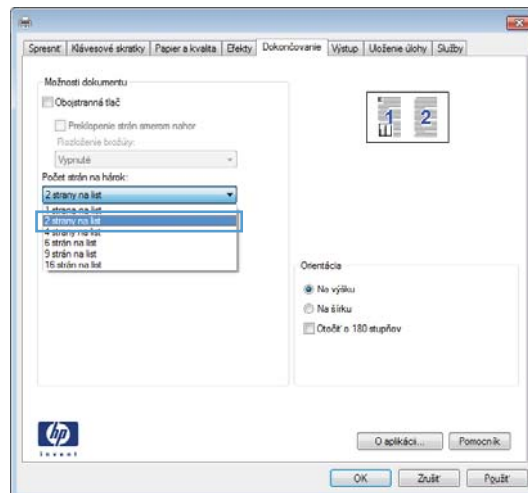 Spresniť Klávesové skratky Papier a kvalita Efekty Dokončovanie Výstup Uloženie úlohy Služby
Možnosti dokumentu
Obojstranná tlač
Preklopenie strán smerom nahor
Rozloženie brožúry:
Vypnuté
Počet strán na hárok:
2 strany na list
1 strana na list
2 strany na list
4 strany na list
6 strán na list
9 strán na list
16 strán na list
1 2
Orientácia
Na výšku
Na šírku
Otočiť o 180 stupňov
hp
invent
O aplikácii... Pomocník
OK Zrušiť Použiť